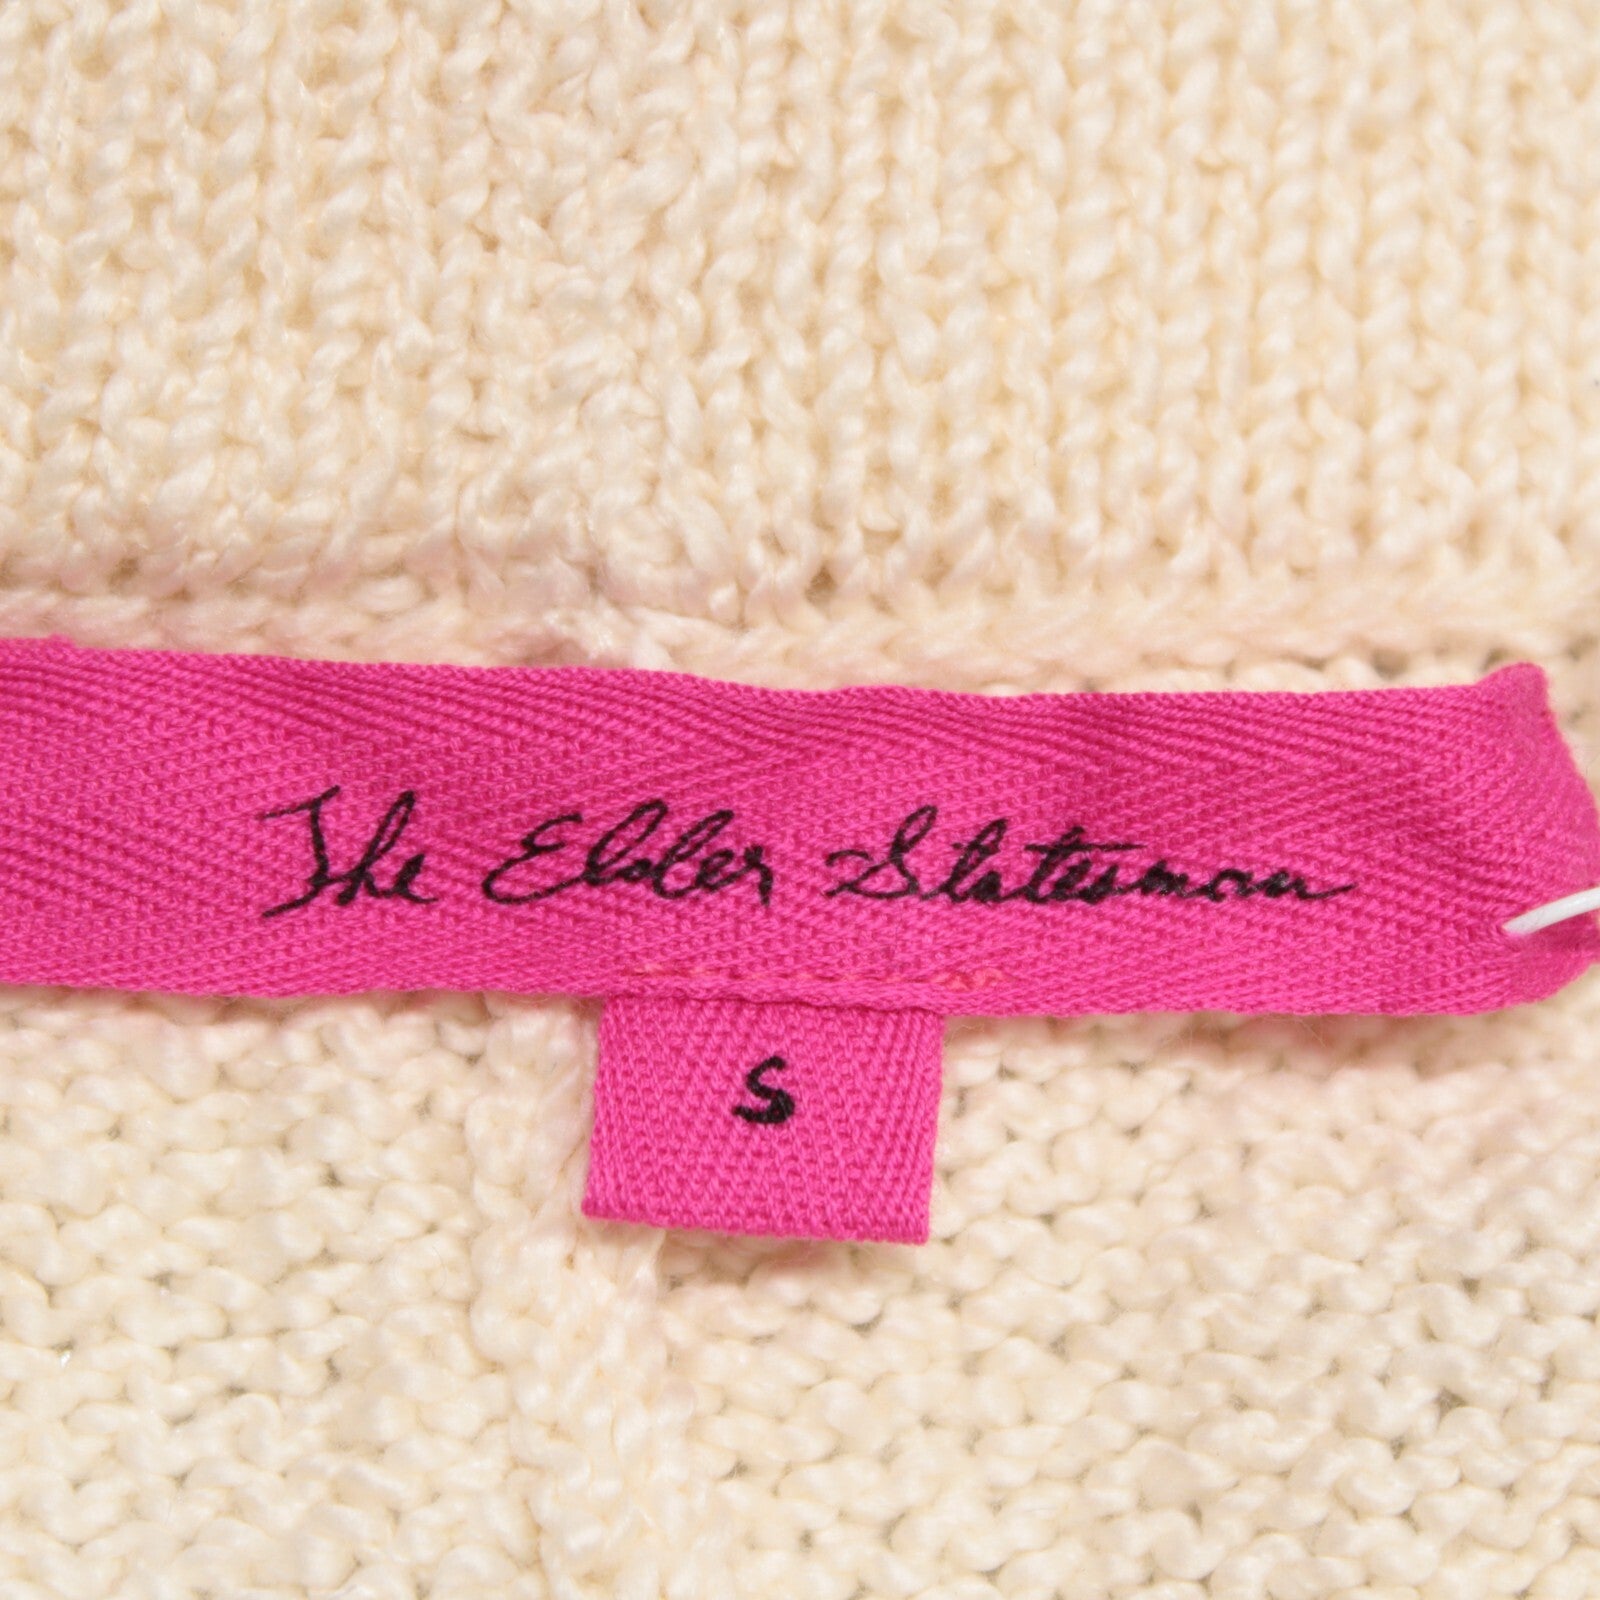 The Elder Statesman
S